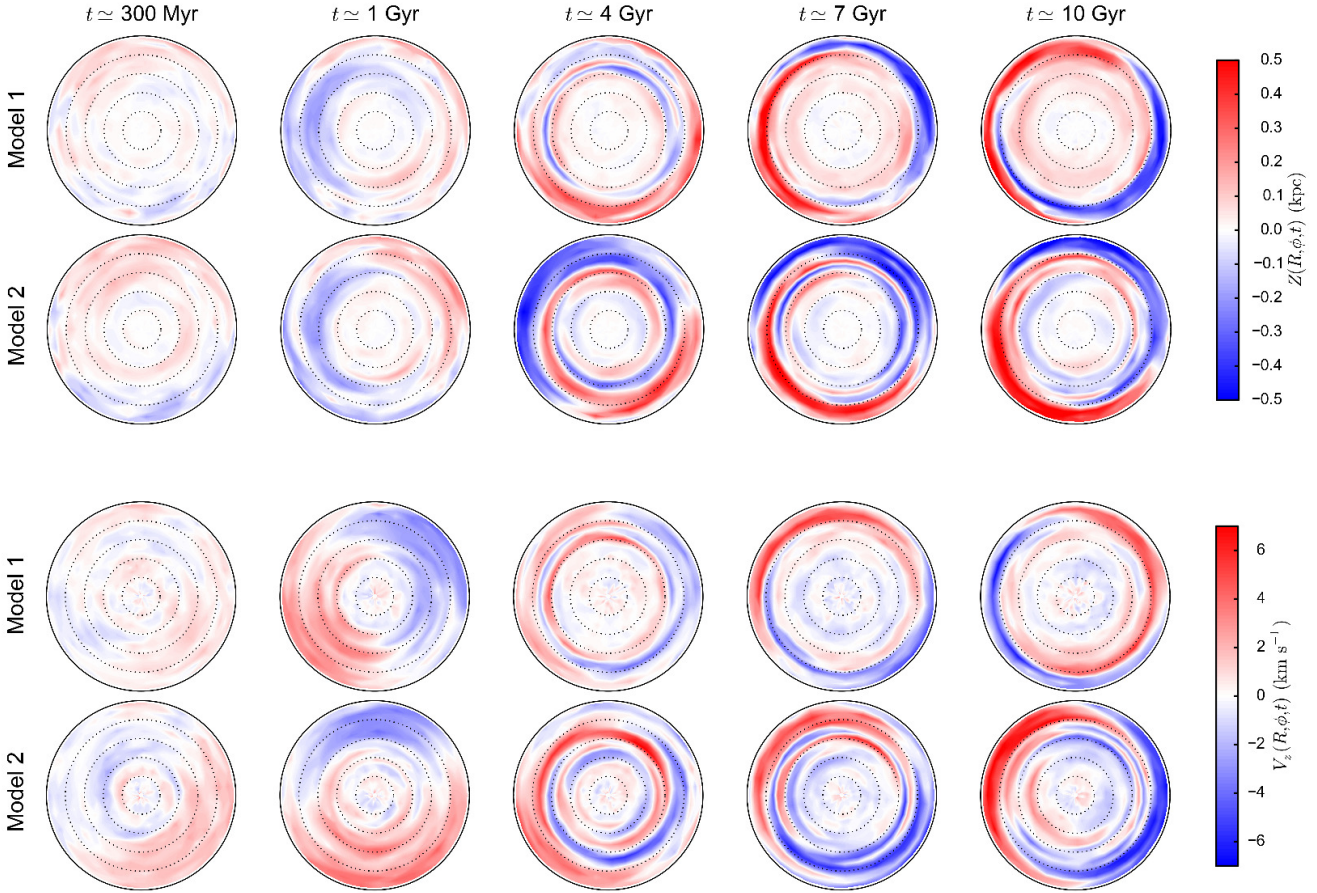 t ≃ 300 Myr
t ≃ 1 Gyr
t ≃ 4 Gyr
t ≃ 7 Gyr
t ≃ 10 Gyr
Model 1
Model 2
0.5
0.4
0.3
0.2
0.1
0.0
−0.1
−0.2
−0.3
−0.4
−0.5
Z(R,ϕ,t) (kpc)
Model 1
Model 2
6
4
2
0
−2
−4
−6
V_z(R,ϕ,t) (km s⁻¹)